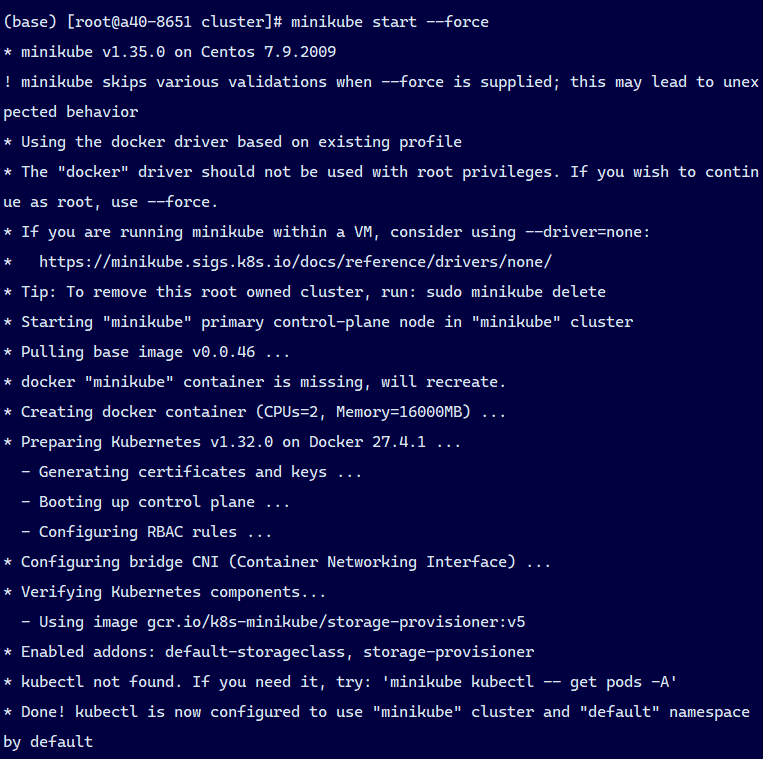 (base) [root@a40-8651 cluster]# minikube start --force
* minikube v1.35.0 on Centos 7.9.2009
! minikube skips various validations when --force is supplied; this may lead to unex
pected behavior
* Using the docker driver based on existing profile
* The "docker" driver should not be used with root privileges. If you wish to contin
ue as root, use --force.
* If you are running minikube within a VM, consider using --driver=none:
*   https://minikube.sigs.k8s.io/docs/reference/drivers/none/
* Tip: To remove this root owned cluster, run: sudo minikube delete
* Starting "minikube" primary control-plane node in "minikube" cluster
* Pulling base image v0.0.46 ...
* docker "minikube" container is missing, will recreate.
* Creating docker container (CPUs=2, Memory=16000MB) ...
* Preparing Kubernetes v1.32.0 on Docker 27.4.1 ...
  - Generating certificates and keys ...
  - Booting up control plane ...
  - Configuring RBAC rules ...
* Configuring bridge CNI (Container Networking Interface) ...
* Verifying Kubernetes components...
  - Using image gcr.io/k8s-minikube/storage-provisioner:v5
* Enabled addons: default-storageclass, storage-provisioner
* kubectl not found. If you need it, try: 'minikube kubectl -- get pods -A'
* Done! kubectl is now configured to use "minikube" cluster and "default" namespace
by default